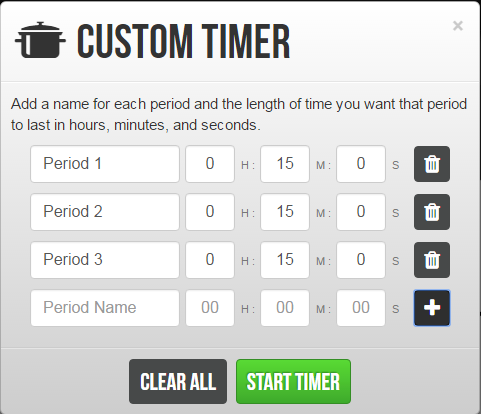 CUSTOM TIMER
×
Add a name for each period and the length of time you want that period
to last in hours, minutes, and seconds.
Period 1 0 H : 15 M : 0 S
Period 2 0 H : 15 M : 0 S
Period 3 0 H : 15 M : 0 S
Period Name 00 H : 00 M : 00 S +
CLEAR ALL START TIMER